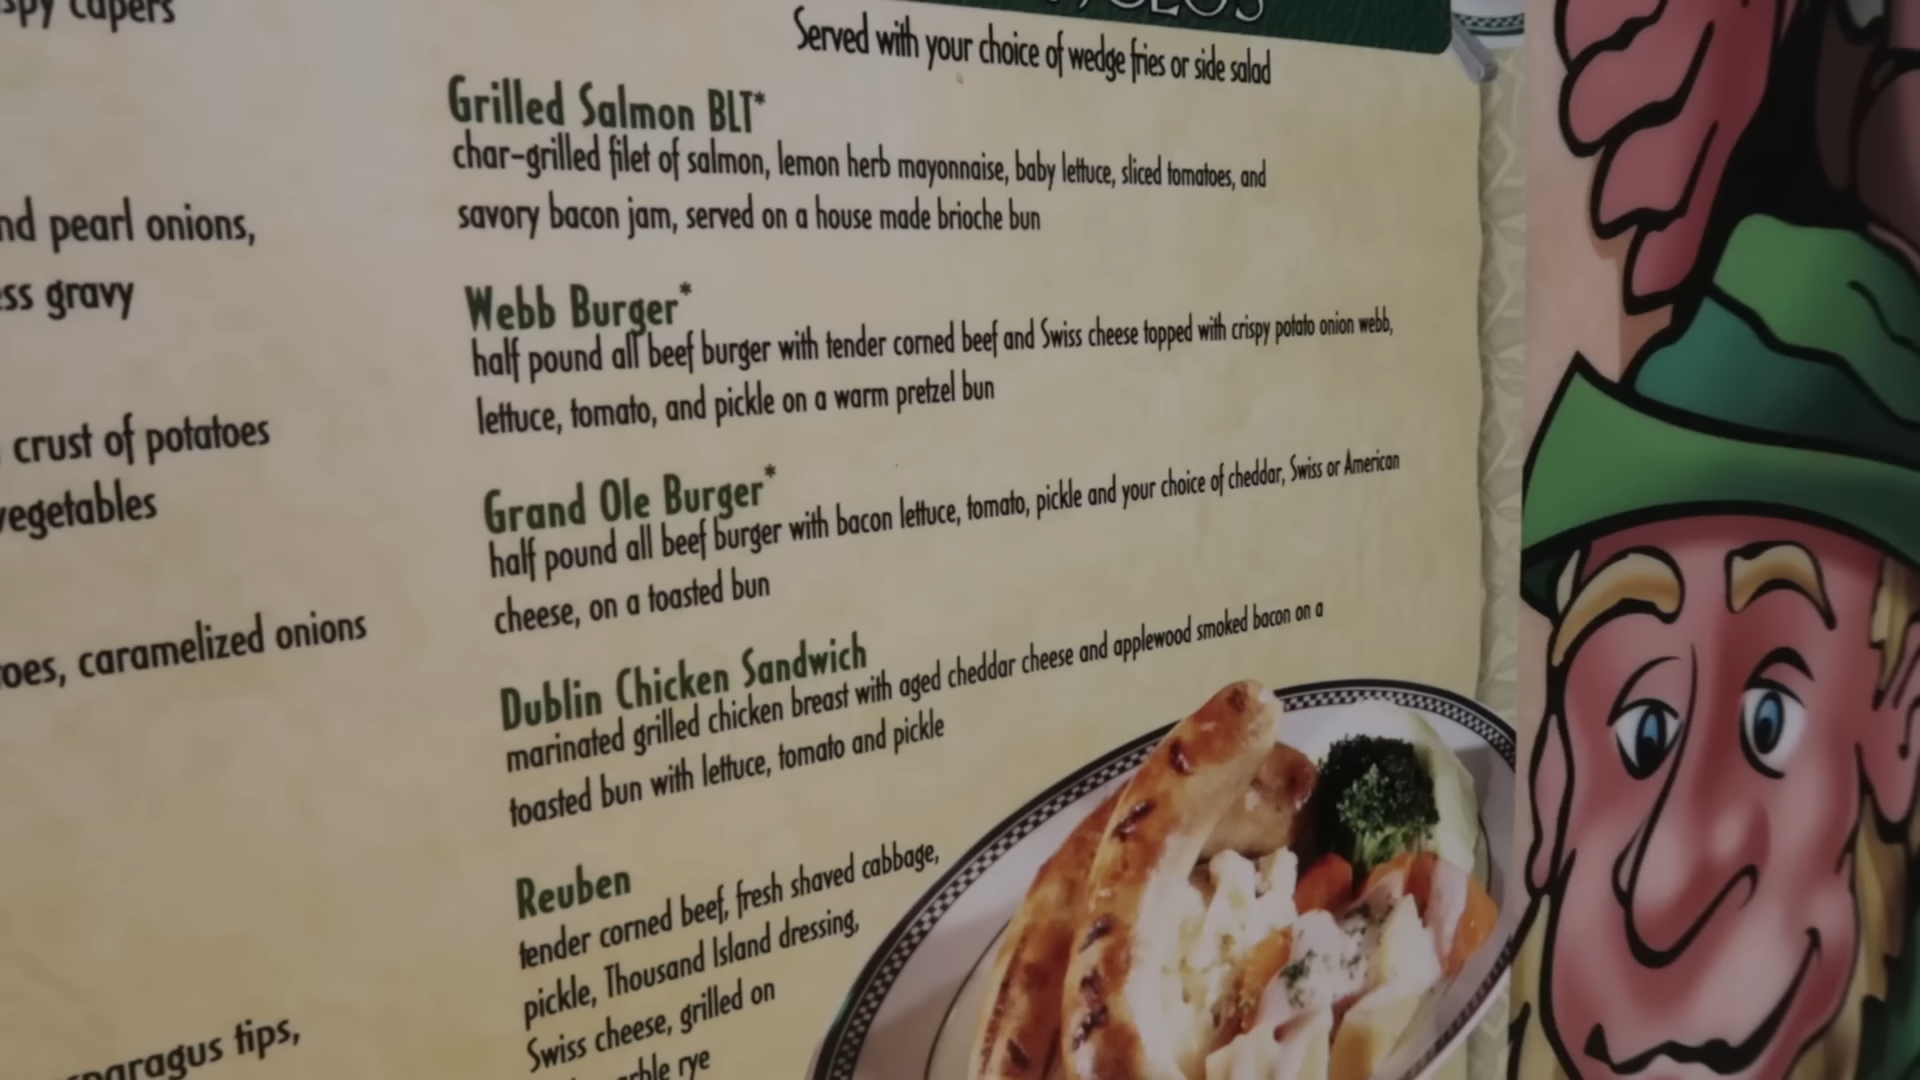 capers
pearl onions,
gravy
crust of potatoes
vegetables
caramelized onions
tips,
Served with your choice of wedge fries or side salad
Grilled Salmon BLT*
char-grilled filet of salmon, lemon herb mayonnaise, baby lettuce, sliced tomatoes, and
savory bacon jam, served on a house made brioche bun
Webb Burger*
half pound all beef burger with tender corned beef and Swiss cheese topped with crispy potato onion webb,
lettuce, tomato, and pickle on a warm pretzel bun
Grand Ole Burger*
half pound all beef burger with bacon lettuce, tomato, pickle and your choice of cheddar, Swiss or American
cheese, on a toasted bun
Dublin Chicken Sandwich
marinated grilled chicken breast with aged cheddar cheese and applewood smoked bacon on a
toasted bun with lettuce, tomato and pickle
Reuben
tender corned beef, fresh shaved cabbage,
pickle, Thousand Island dressing,
Swiss cheese, grilled on
rye